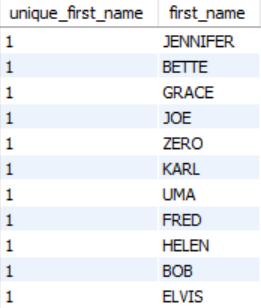 unique_first_name first_name
1 JENNIFER
1 BETTE
1 GRACE
1 JOE
1 ZERO
1 KARL
1 UMA
1 FRED
1 HELEN
1 BOB
1 ELVIS